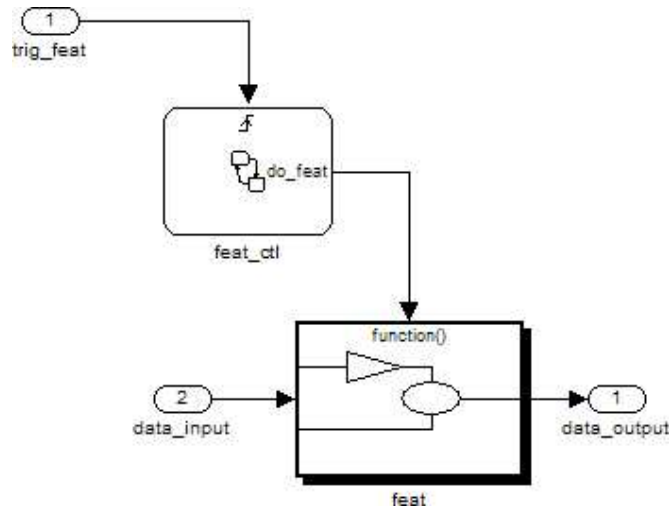 1
trig_feat
do_feat
feat_ctl
function()
2
data_input
1
data_output
feat